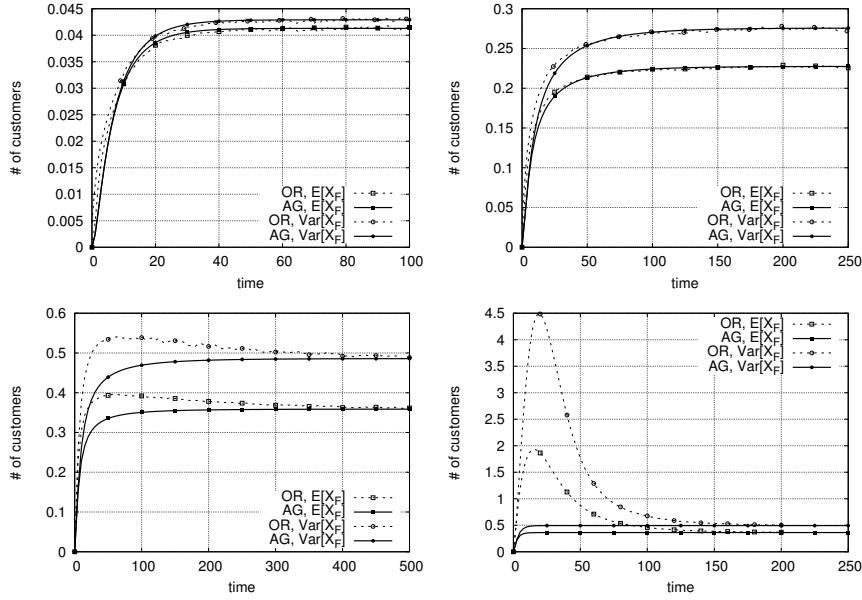 0.045
0.04
0.035
0.03
0.025
0.02
0.015
0.01
0.005
0
# of customers
0 20 40 60 80 100
time
OR, E[X_F]
AG, E[X_F]
OR, Var[X_F]
AG, Var[X_F]
0.3
0.25
0.2
0.15
0.1
0.05
0
# of customers
0 50 100 150 200 250
time
OR, E[X_F]
AG, E[X_F]
OR, Var[X_F]
AG, Var[X_F]
0.6
0.5
0.4
0.3
0.2
0.1
0
# of customers
0 100 200 300 400 500
time
OR, E[X_F]
AG, E[X_F]
OR, Var[X_F]
AG, Var[X_F]
4.5
4
3.5
3
2.5
2
1.5
1
0.5
0
# of customers
0 50 100 150 200 250
time
OR, E[X_F]
AG, E[X_F]
OR, Var[X_F]
AG, Var[X_F]